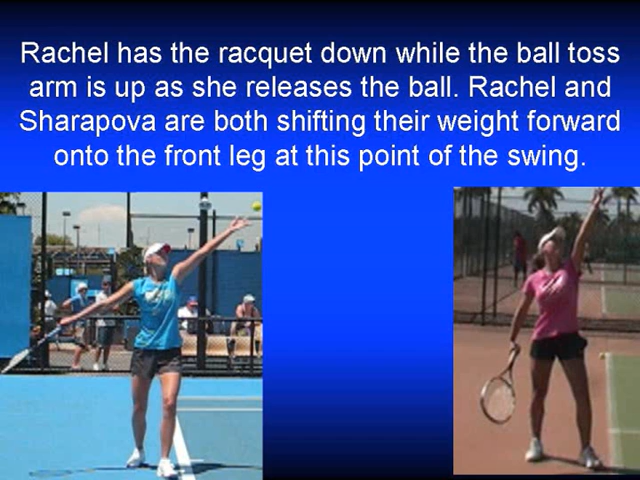 Rachel has the racquet down while the ball toss
arm is up as she releases the ball. Rachel and
Sharapova are both shifting their weight forward
onto the front leg at this point of the swing.